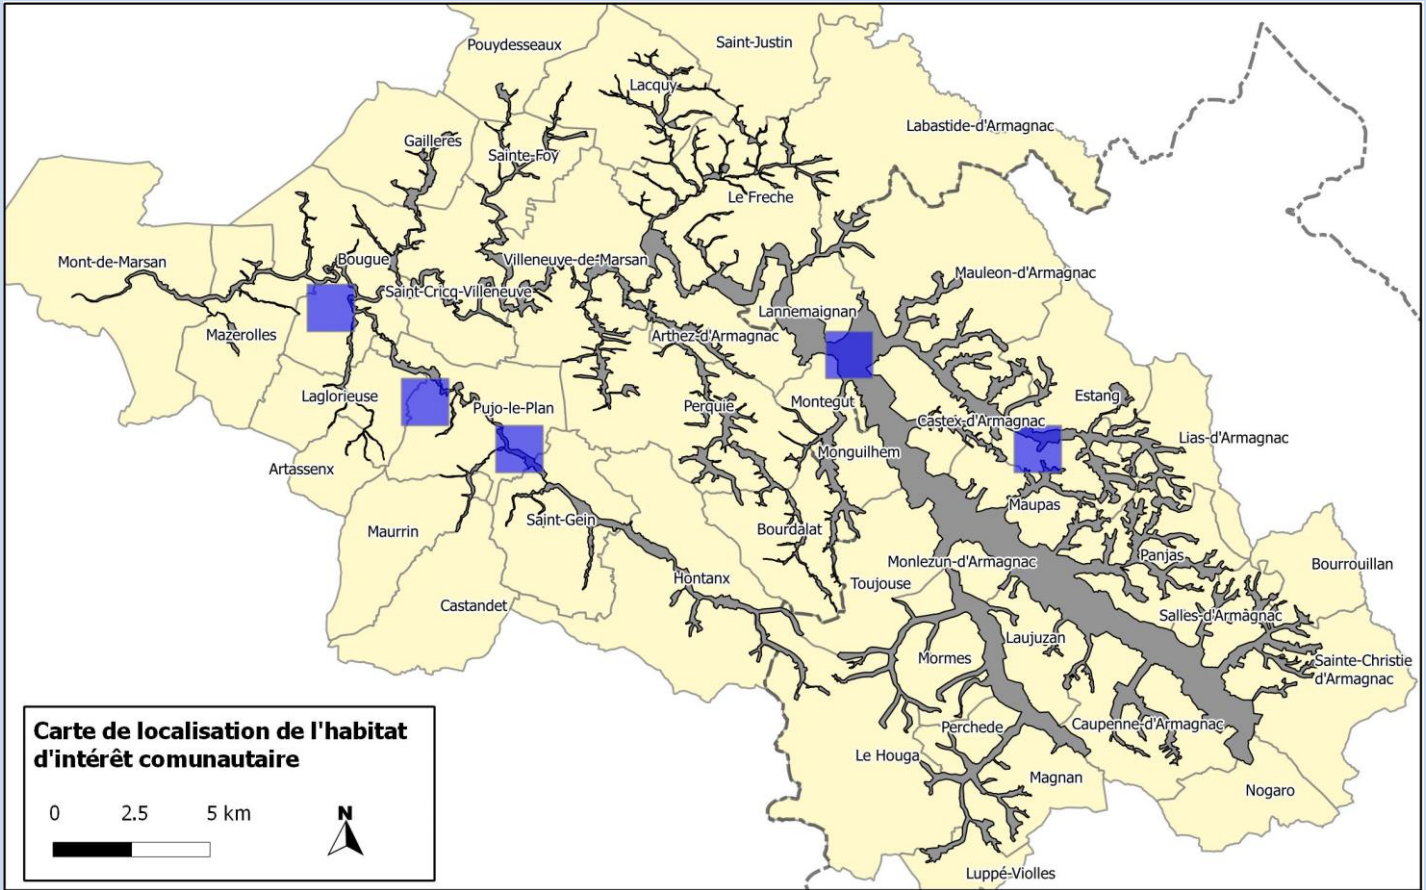 Pouydesseaux
Saint-Justin
Lacquy
Labastide-d'Armagnac
Gailleres
Sainte-Foy
Le Freche
Mont-de-Marsan
Bougue
Villeneuve-de-Marsan
Mauleon-d'Armagnac
Saint-Cricq-Villeneuve
Lannemaignan
Mazerolles
Arthez-d'Armagnac
Laglorieuse
Pujo-le-Plan
Perquie
Montegut
Estang
Castex-d'Armagnac
Lias-d'Armagnac
Monguilhem
Artassenx
Maupas
Maurrin
Saint-Gein
Bourdalat
Panjas
Monlezun-d'Armagnac
Bourrouillan
Hontanx
Toujouse
Castandet
Salles-d'Armagnac
Laujuzan
Mormes
Sainte-Christie
d'Armagnac
Perchede
Caupenne-d'Armagnac
Le Houga
Magnan
Nogaro
Luppé-Violles
Carte de localisation de l'habitat
d'intérêt comunautaire
0 2.5 5 km
N